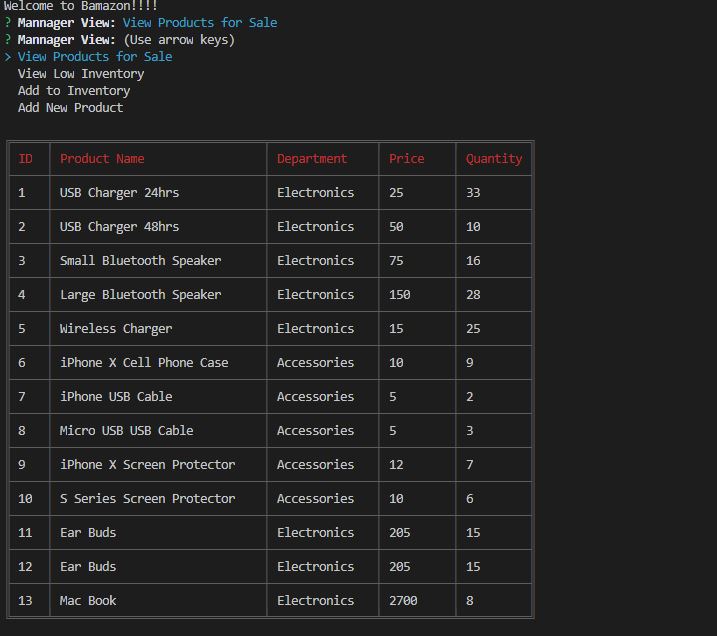 Welcome to Bamazon!!!!
? Mannager View: View Products for Sale
? Mannager View: (Use arrow keys)
> View Products for Sale
View Low Inventory
Add to Inventory
Add New Product
ID Product Name Department Price Quantity
1 USB Charger 24hrs Electronics 25 33
2 USB Charger 48hrs Electronics 50 10
3 Small Bluetooth Speaker Electronics 75 16
4 Large Bluetooth Speaker Electronics 150 28
5 Wireless Charger Electronics 15 25
6 iPhone X Cell Phone Case Accessories 10 9
7 iPhone USB Cable Accessories 5 2
8 Micro USB USB Cable Accessories 5 3
9 iPhone X Screen Protector Accessories 12 7
10 S Series Screen Protector Accessories 10 6
11 Ear Buds Electronics 205 15
12 Ear Buds Electronics 205 15
13 Mac Book Electronics 2700 8